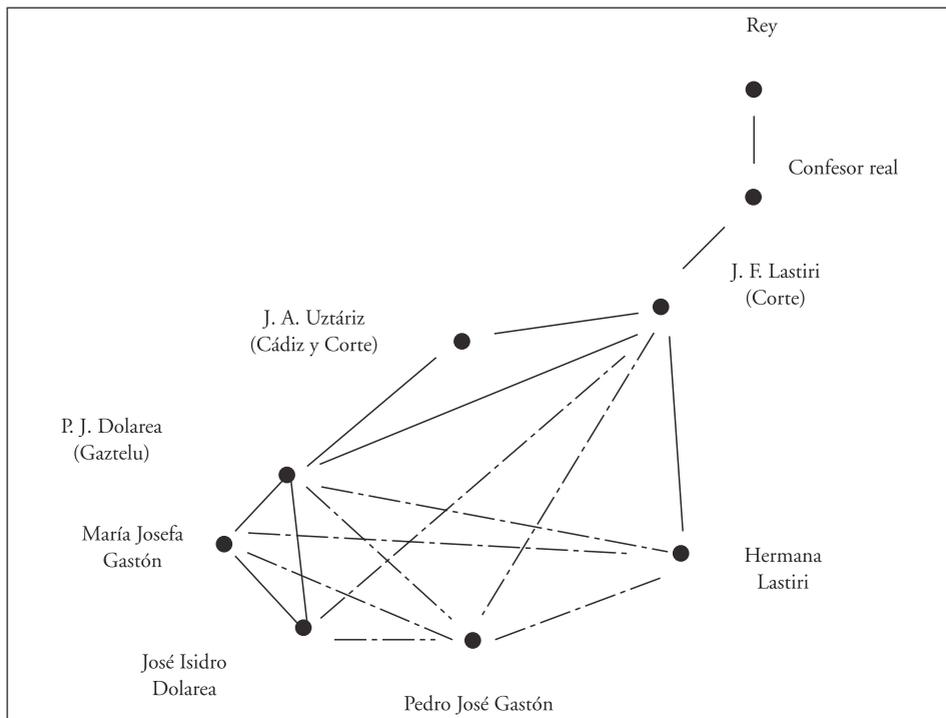 Rey
Confesor real
J. F. Lastiri
(Corte)
J. A. Uztáriz
(Cádiz y Corte)
P. J. Dolarea
(Gaztelu)
María Josefa
Gastón
Hermana
Lastiri
José Isidro
Dolarea
Pedro José Gastón